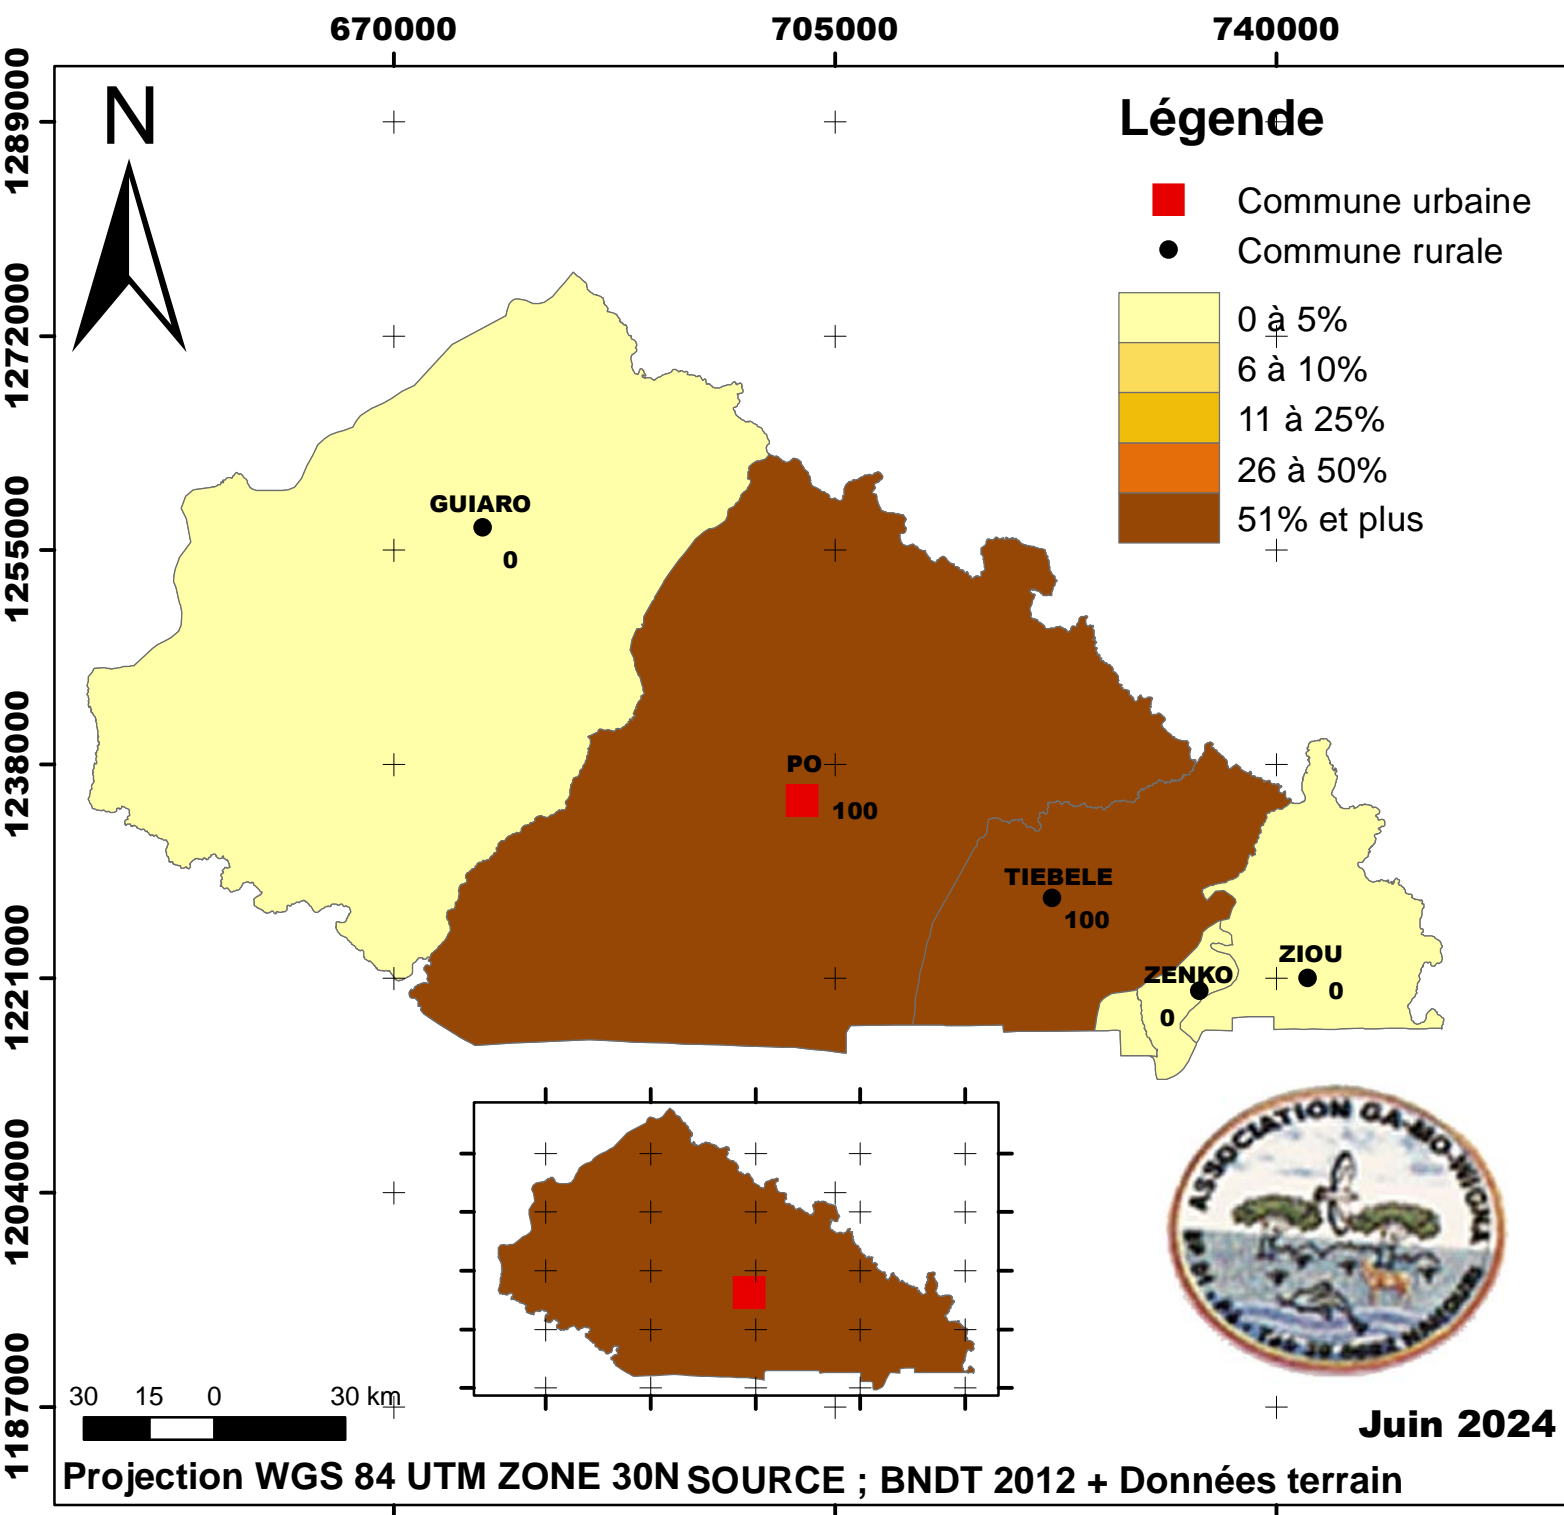 670000 705000 740000
1289000
1272000
1255000
1238000
1221000
1204000
1187000
N
Légende
Commune urbaine
Commune rurale
0 à 5%
6 à 10%
11 à 25%
26 à 50%
51% et plus
GUIARO
0
PO
100
TIEBELE
100
ZENKO
0
ZIOU
0
ASSOCIATION GA-MO-WIGNA
NAHOURI
30 15 0 30 km
Juin 2024
Projection WGS 84 UTM ZONE 30N SOURCE ; BNDT 2012 + Données terrain